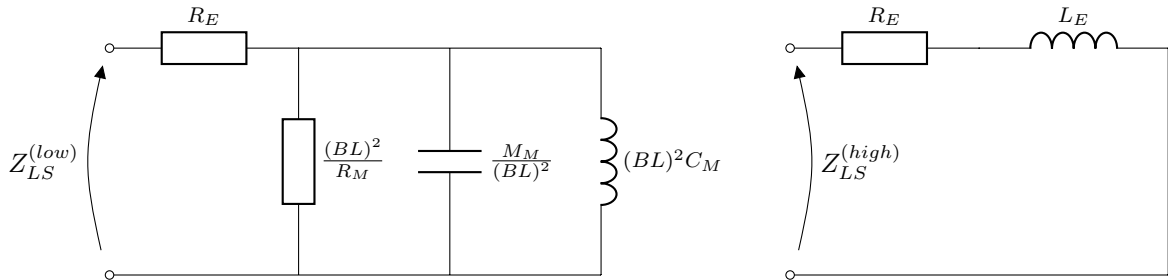 R_E
Z_{LS}^{(low)}
\frac{(BL)^2}{R_M}
\frac{M_M}{(BL)^2}
(BL)^2 C_M
R_E
L_E
Z_{LS}^{(high)}